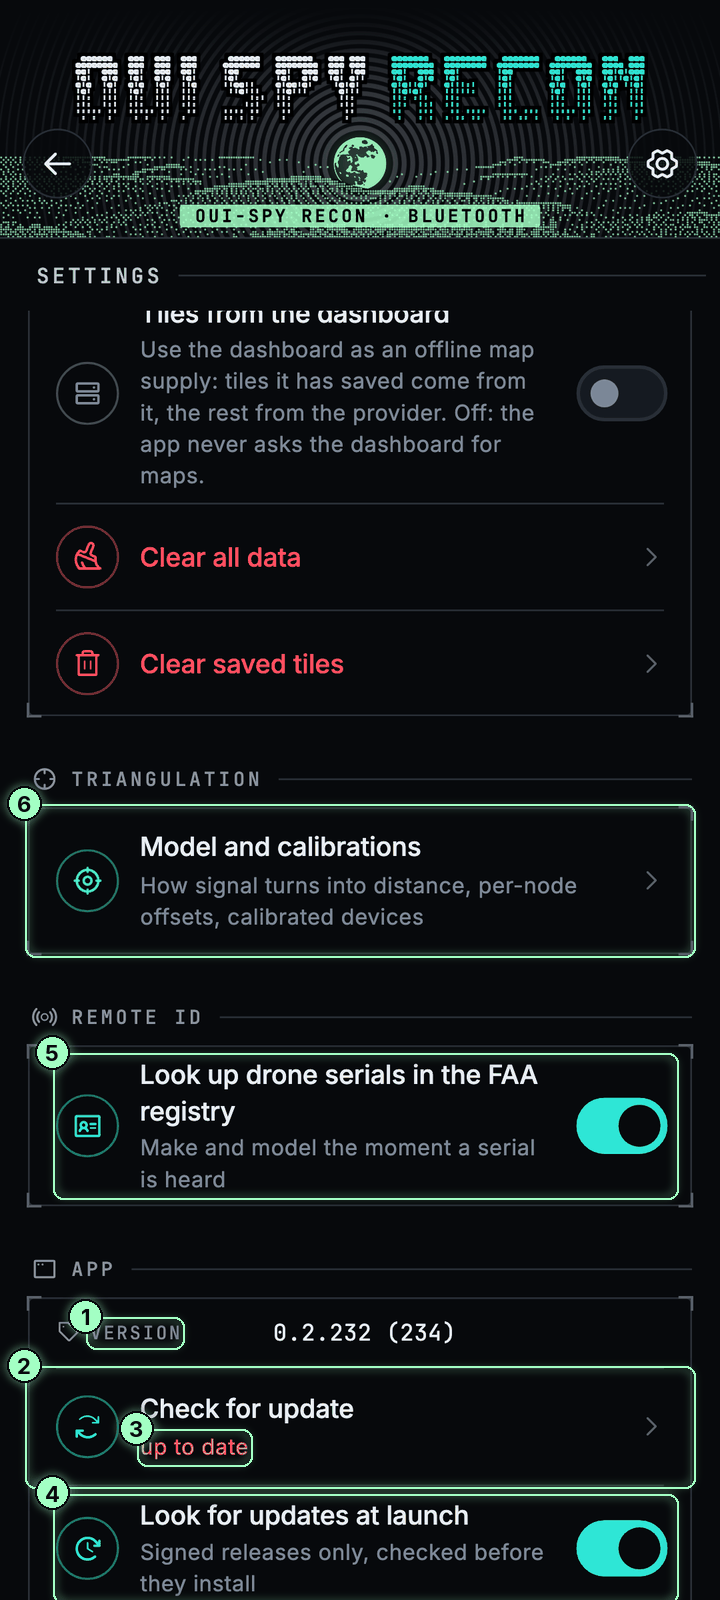 OUI SPY RECON
OUI-SPY RECON · BLUETOOTH
SETTINGS
Tiles from the dashboard
Use the dashboard as an offline map
supply: tiles it has saved come from
it, the rest from the provider. Off: the
app never asks the dashboard for
maps.
Clear all data
Clear saved tiles
TRIANGULATION
6
Model and calibrations
How signal turns into distance, per-node
offsets, calibrated devices
REMOTE ID
5
Look up drone serials in the FAA
registry
Make and model the moment a serial
is heard
APP
1
VERSION 0.2.232 (234)
2
Check for update
3
up to date
4
Look for updates at launch
Signed releases only, checked before
they install